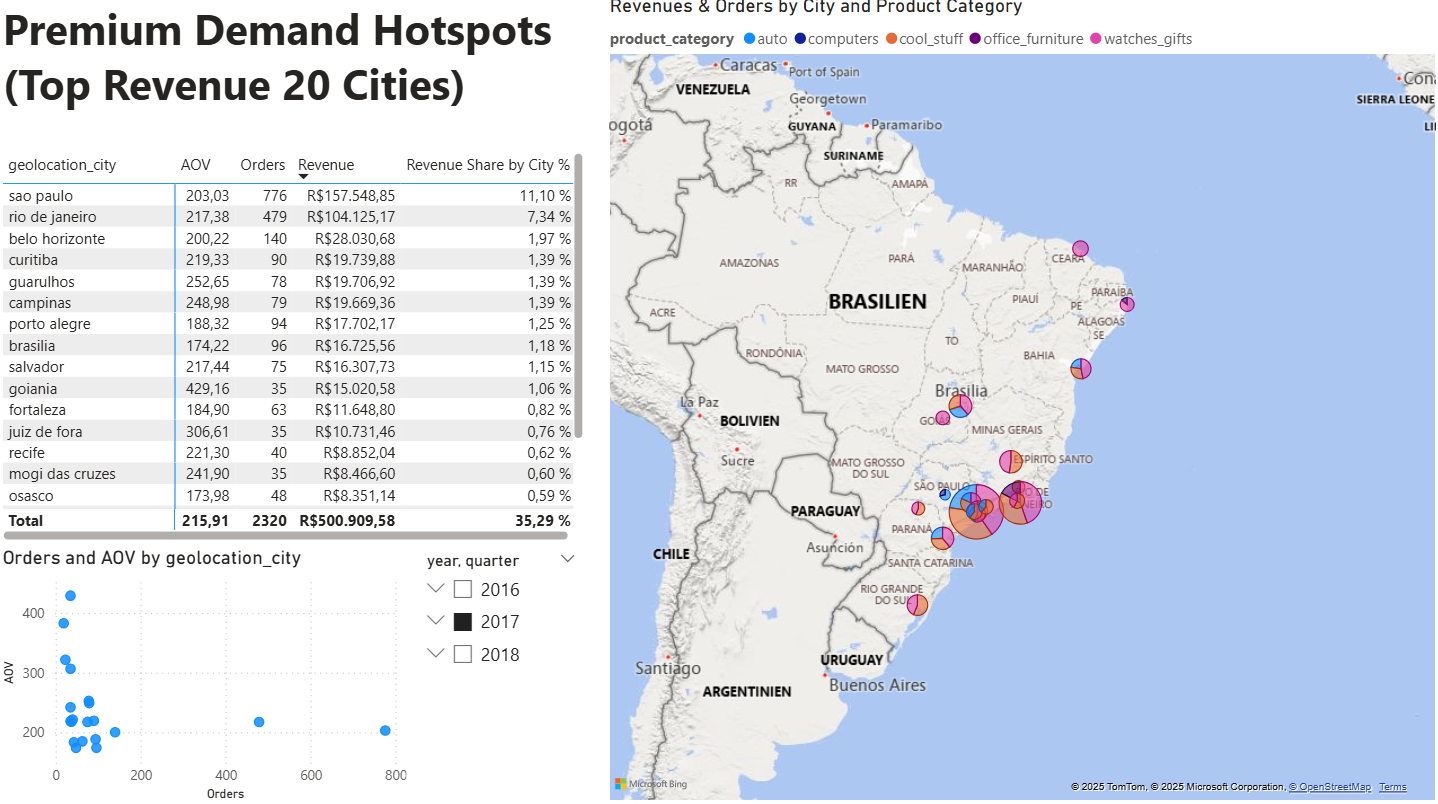 Premium Demand Hotspots
(Top Revenue 20 Cities)
geolocation_city AOV Orders Revenue Revenue Share by City %
sao paulo 203,03 776 R$157.548,85 11,10 %
rio de janeiro 217,38 479 R$104.125,17 7,34 %
belo horizonte 200,22 140 R$28.030,68 1,97 %
curitiba 219,33 90 R$19.739,88 1,39 %
guarulhos 252,65 78 R$19.706,92 1,39 %
campinas 248,98 79 R$19.669,36 1,39 %
porto alegre 188,32 94 R$17.702,17 1,25 %
brasilia 174,22 96 R$16.725,56 1,18 %
salvador 217,44 75 R$16.307,73 1,15 %
goiania 429,16 35 R$15.020,58 1,06 %
fortaleza 184,90 63 R$11.648,80 0,82 %
juiz de fora 306,61 35 R$10.731,46 0,76 %
recife 221,30 40 R$8.852,04 0,62 %
mogi das cruzes 241,90 35 R$8.466,60 0,60 %
osasco 173,98 48 R$8.351,14 0,59 %
Total 215,91 2320 R$500.909,58 35,29 %
Orders and AOV by geolocation_city
400
300
200
AOV
0 200 400 600 800
Orders
year, quarter
2016
2017
2018
Revenues & Orders by City and Product Category
product_category auto computers cool_stuff office_furniture watches_gifts
Caracas
Port of Spain
VENEZUELA
Georgetown
ogotá
GUYANA
Paramaribo
SURINAME
Con
SIERRA LEONE
LI
RR
AMAPÁ
AMAZONAS
PARÁ
MARANHÃO
CEARÁ
BRASILIEN
PIAUÍ
PARAÍBA
PE
ACRE
ALAGOAS
SE
TO
RONDÔNIA
BAHIA
MATO GROSSO
La Paz
Brasília
BOLIVIEN
GOIÁS
MINAS GERAIS
Sucre
MATO GROSSO
DO SUL
ESPÍRITO SANTO
SÃO PAULO
RIO DE
JANEIRO
PARAGUAY
PARANÁ
Asunción
CHILE
SANTA CATARINA
RIO GRANDE
DO SUL
URUGUAY
Santiago
Buenos Aires
ARGENTINIEN
Microsoft Bing
© 2025 TomTom, © 2025 Microsoft Corporation, © OpenStreetMap Terms